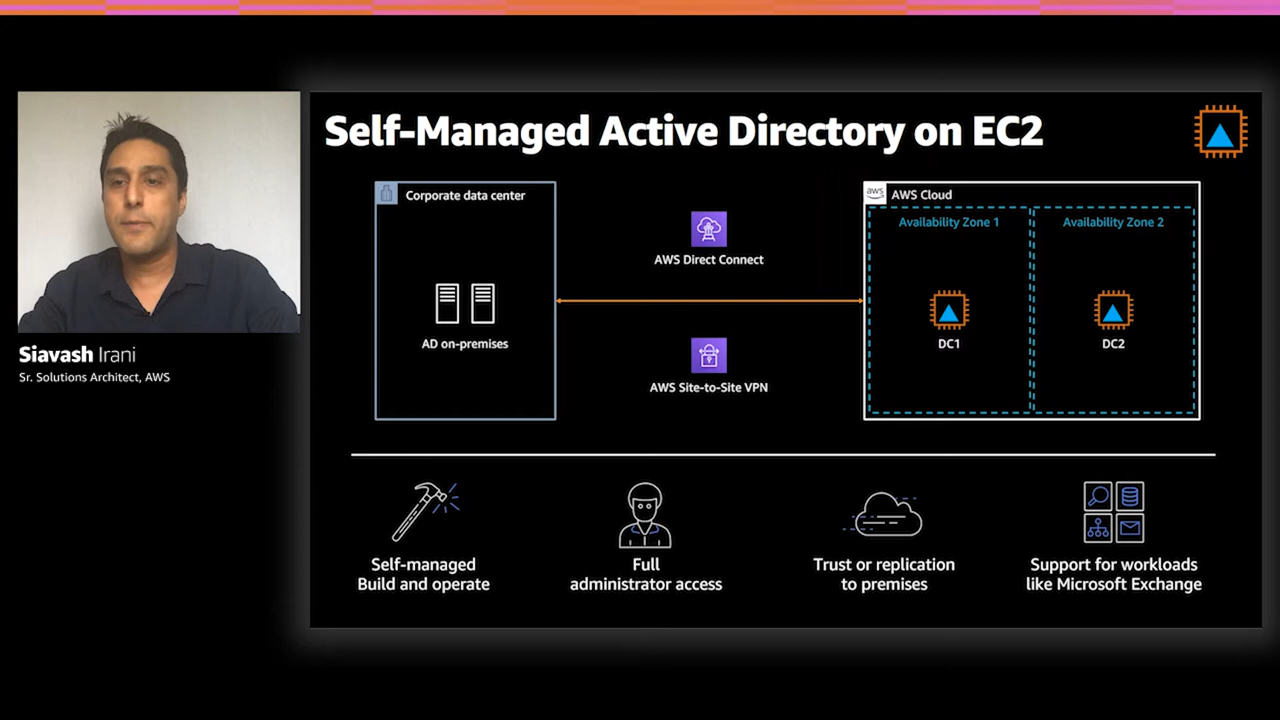 Self-Managed Active Directory on EC2
Corporate data center
AD on-premises
AWS Direct Connect
AWS Site-to-Site VPN
aws
AWS Cloud
Availability Zone 1
Availability Zone 2
DC1
DC2
Siavash Irani
Sr. Solutions Architect, AWS
Self-managed
Build and operate
Full
administrator access
Trust or replication
to premises
Support for workloads
like Microsoft Exchange